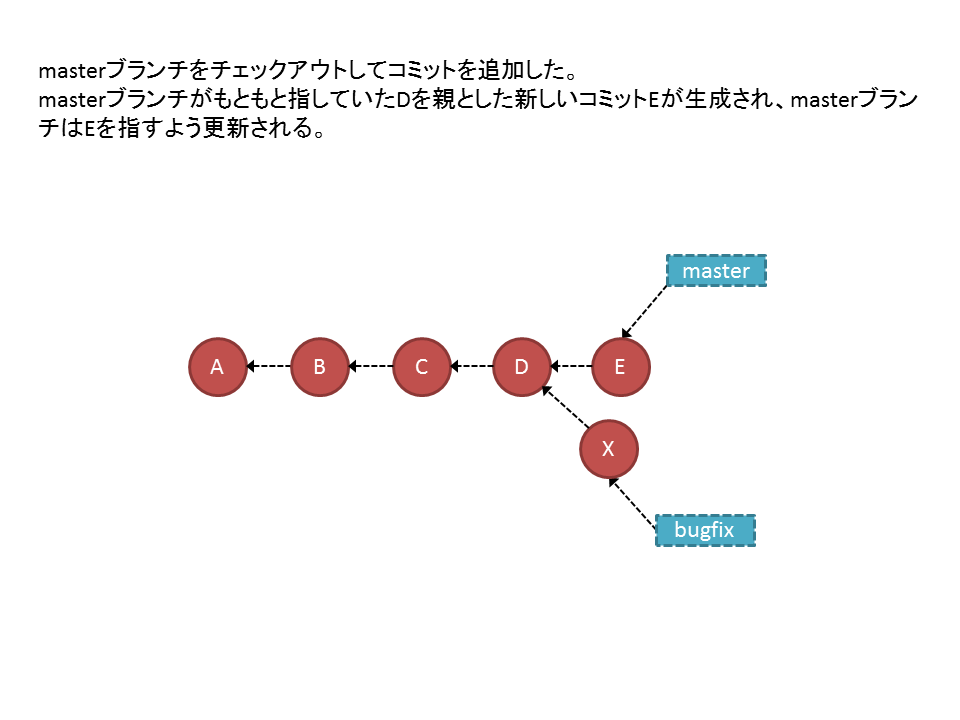 masterブランチをチェックアウトしてコミットを追加した。
masterブランチがもともと指していたDを親とした新しいコミットEが生成され、masterブラン
チはEを指すよう更新される。
master
A B C D E
X
bugfix